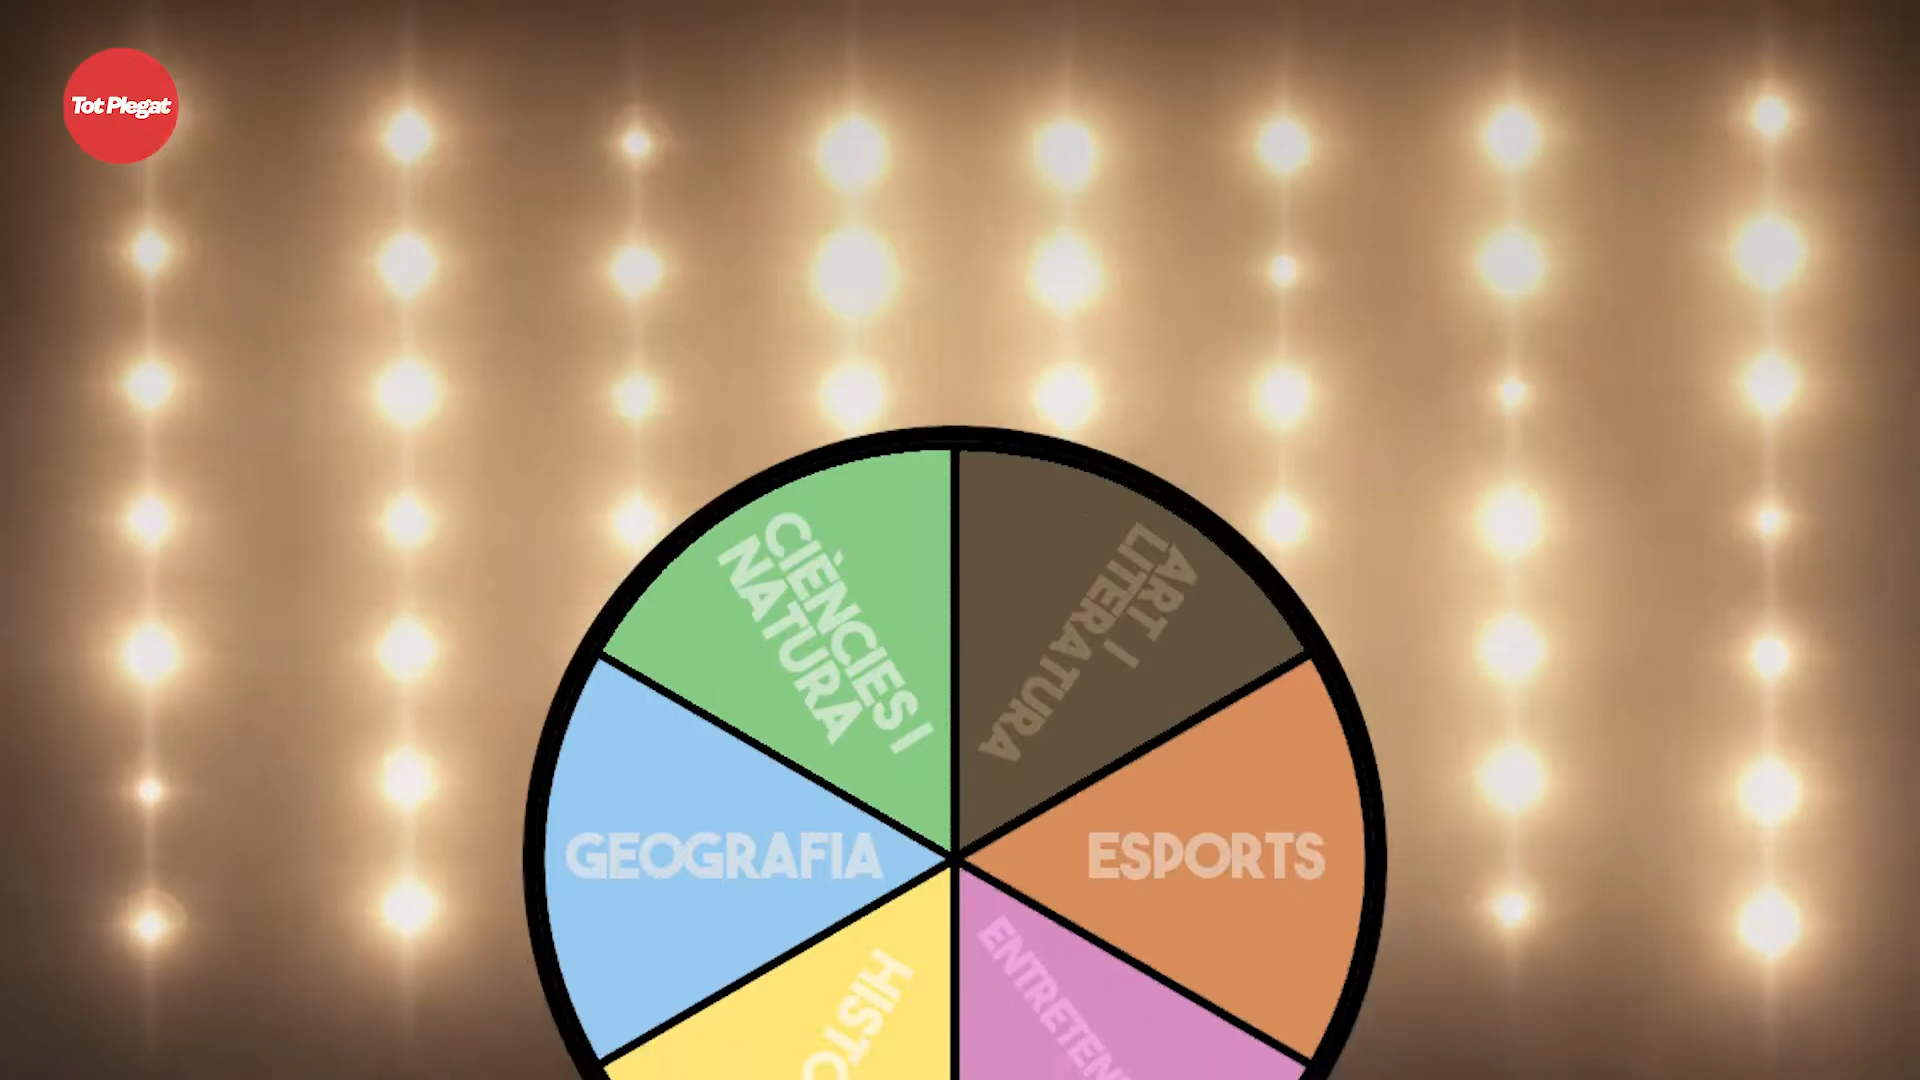 Tot Plegat
CIÈNCIES I
NATURA
ART I
LITERATURA
GEOGRAFIA
ESPORTS